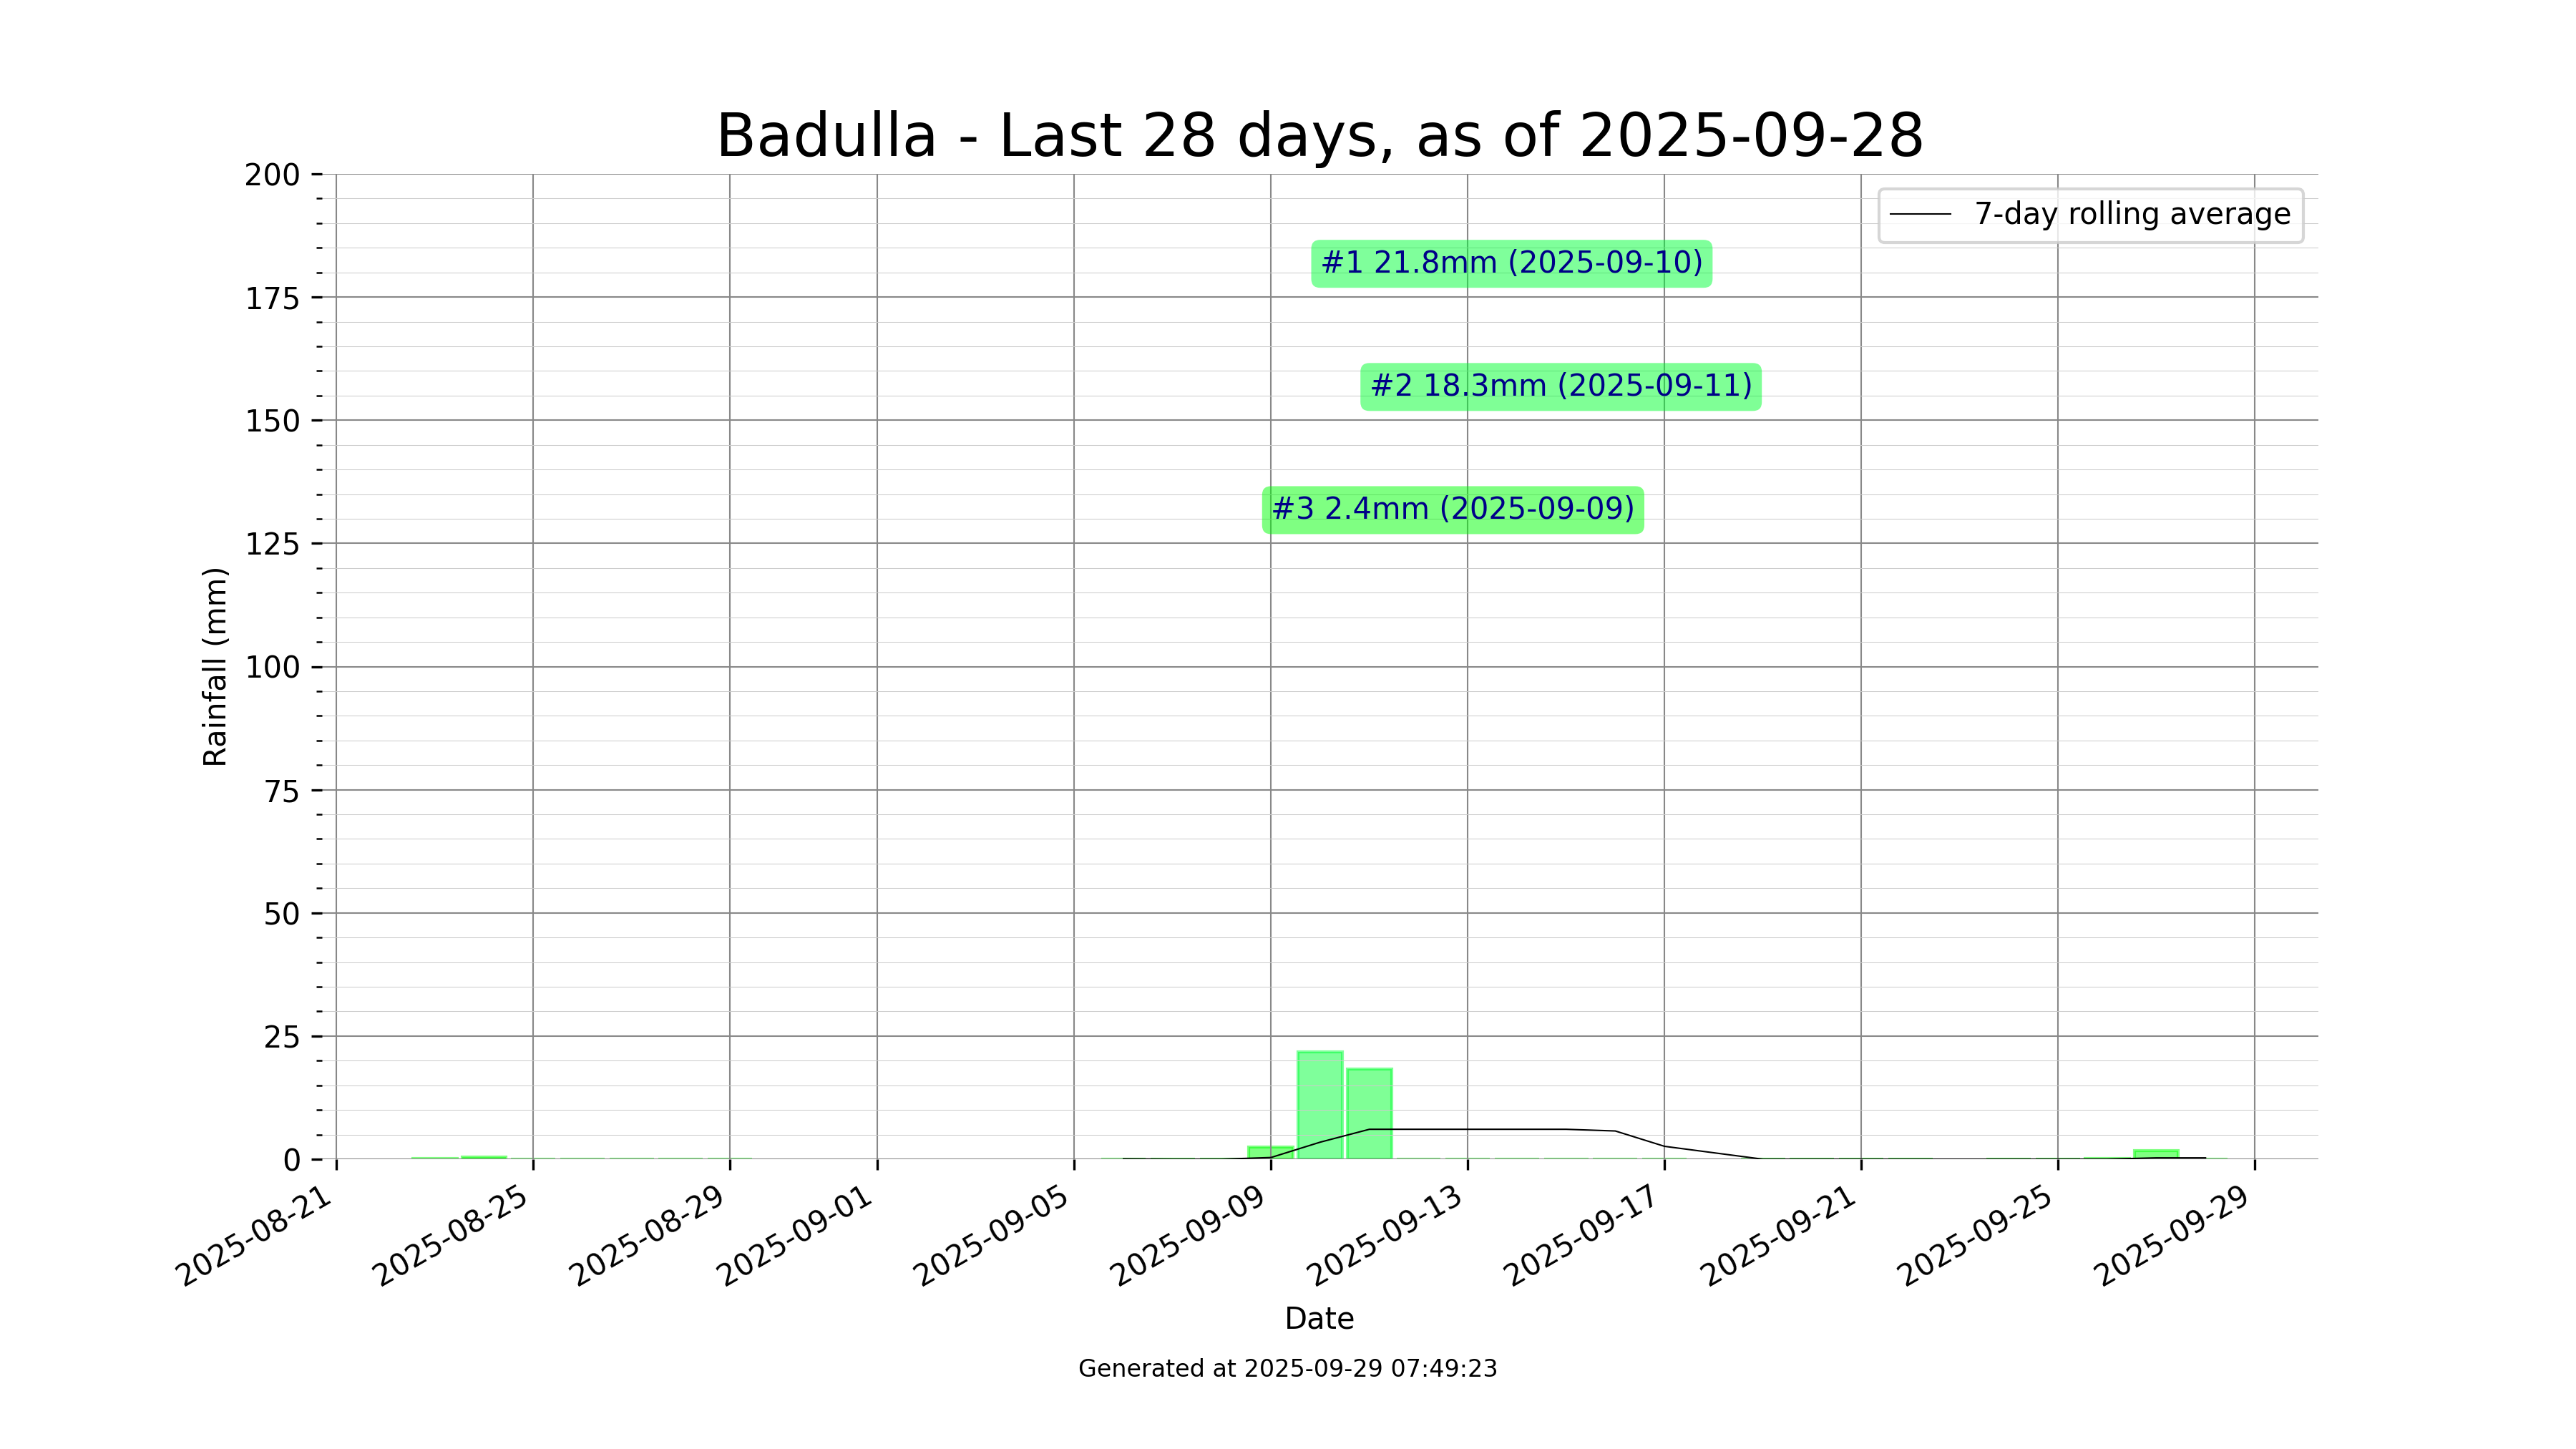 Badulla - Last 28 days, as of 2025-09-28
7-day rolling average
#1 21.8mm (2025-09-10)
#2 18.3mm (2025-09-11)
#3 2.4mm (2025-09-09)
Rainfall (mm)
200
175
150
125
100
75
50
25
0
2025-08-21
2025-08-25
2025-08-29
2025-09-01
2025-09-05
2025-09-09
2025-09-13
2025-09-17
2025-09-21
2025-09-25
2025-09-29
Date
Generated at 2025-09-29 07:49:23